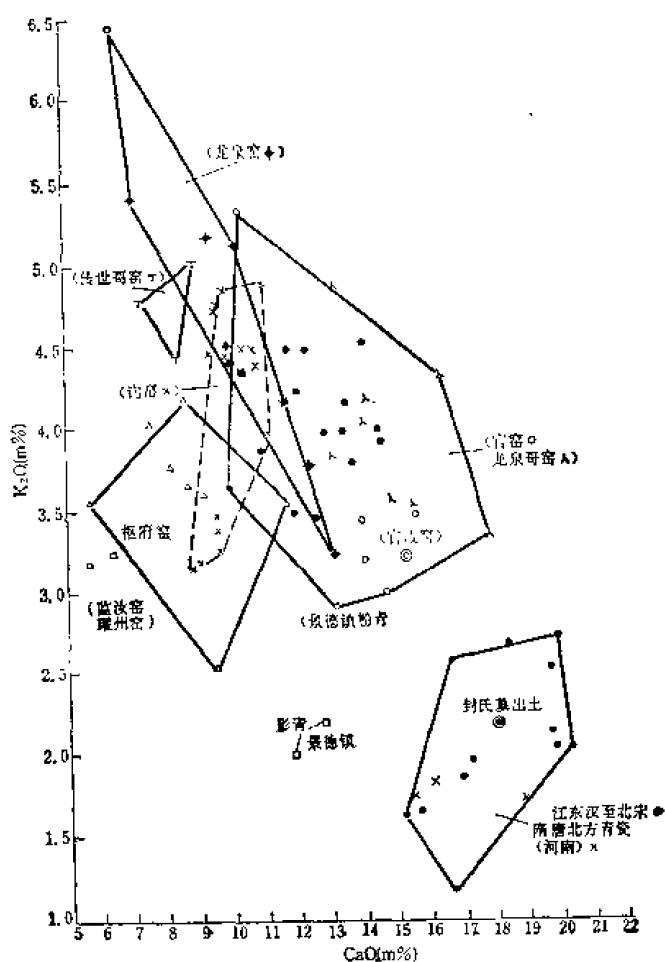 6.5
6.0
5.5
5.0
4.5
4.0
3.5
3.0
2.5
2.0
1.5
1.0
K₂O(m%)
(龙泉窑 ✦)
(传世哥窑 T)
(钧窑 ×)
(官窑 o
龙泉哥窑 λ)
枢府窑
(官汝窑)
(蓝汝窑
耀州窑)
(景德镇粉青
影青
景德镇
封氏墓出土
江东汉至北宋 ●
隋唐北方青瓷
(河南) ×
5 6 7 8 9 10 11 12 13 14 15 16 17 18 19 20 21 22
CaO(m%)